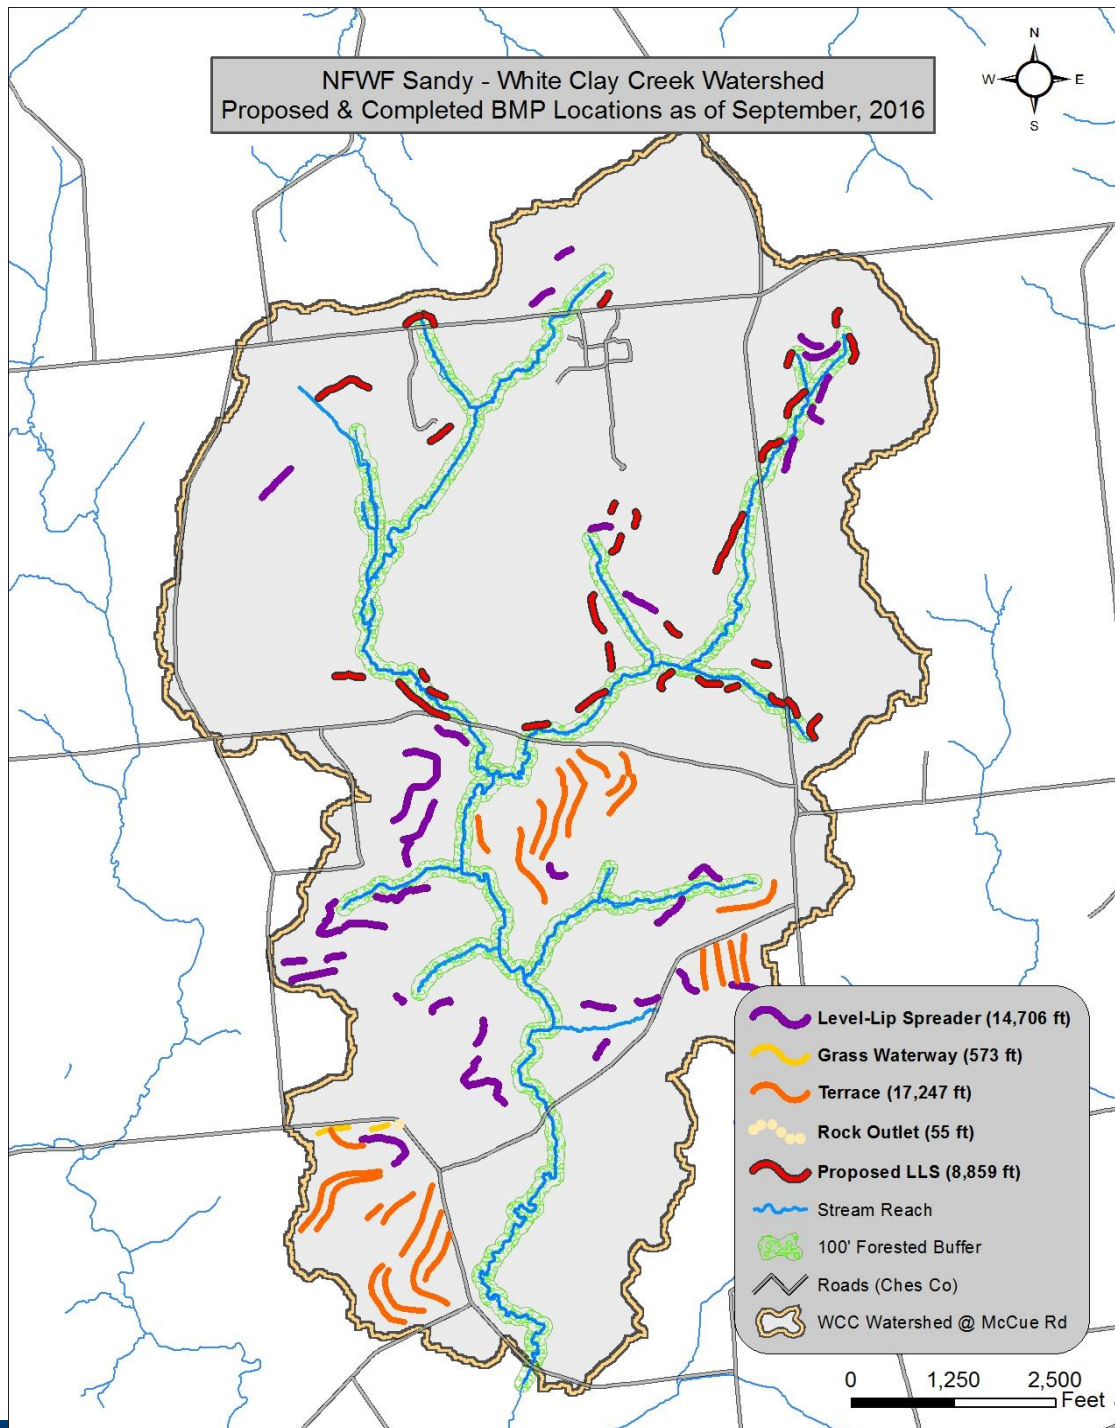 NFWF Sandy - White Clay Creek Watershed
Proposed & Completed BMP Locations as of September, 2016
N
W E
S
Level-Lip Spreader (14,706 ft)
Grass Waterway (573 ft)
Terrace (17,247 ft)
Rock Outlet (55 ft)
Proposed LLS (8,859 ft)
Stream Reach
100' Forested Buffer
Roads (Ches Co)
WCC Watershed @ McCue Rd
0 1,250 2,500
Feet